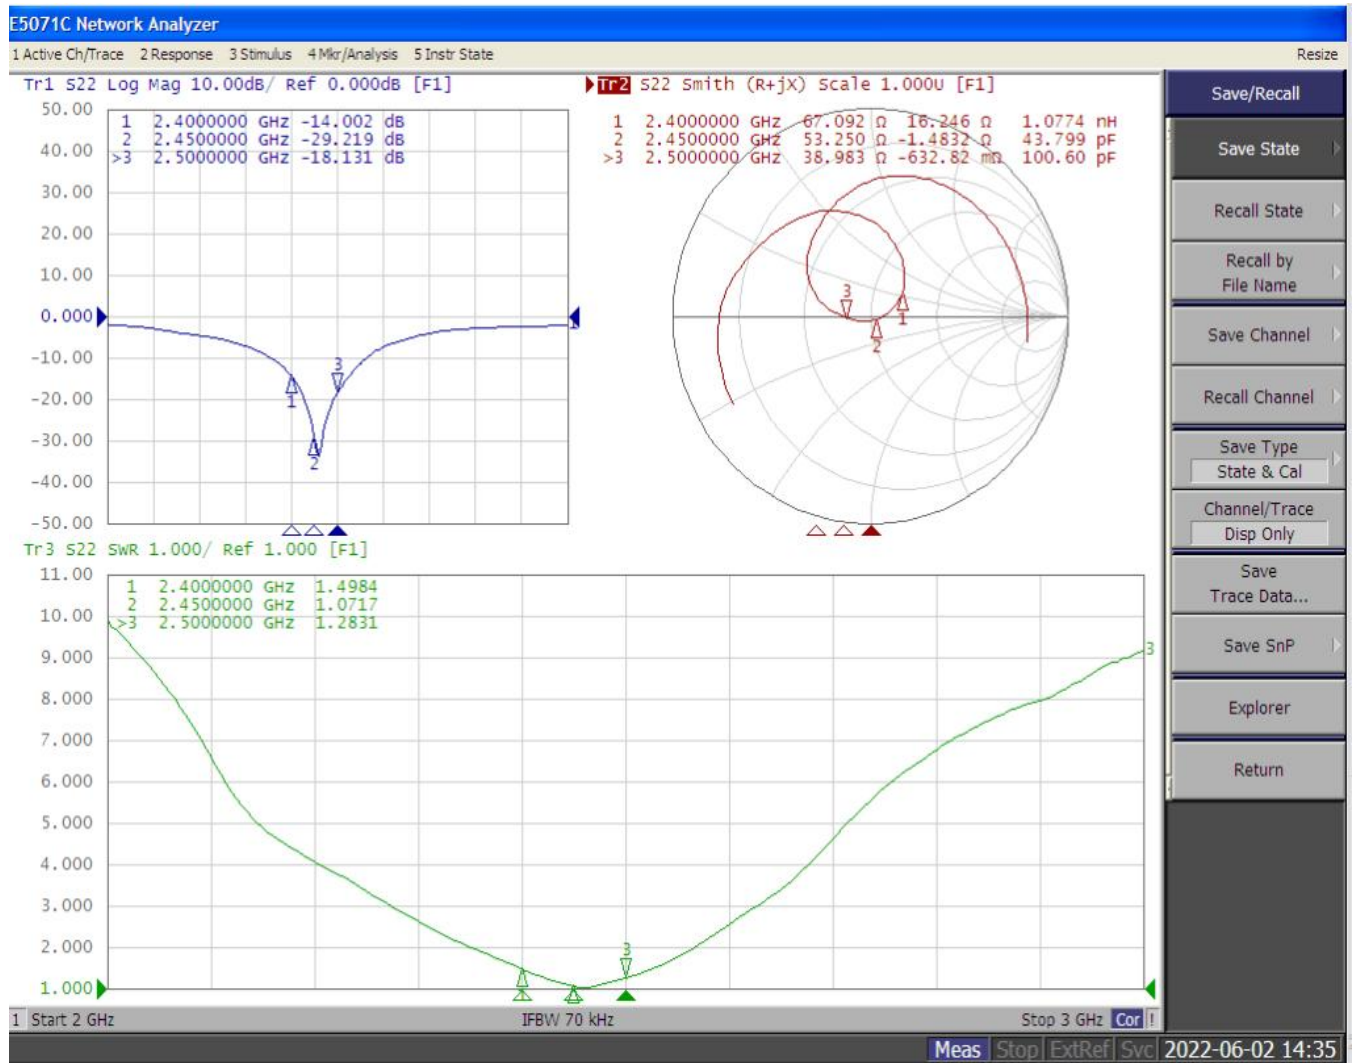 E5071C Network Analyzer
1 Active Ch/Trace 2 Response 3 Stimulus 4 Mkr/Analysis 5 Instr State Resize
Tr1 S22 Log Mag 10.00dB/ Ref 0.000dB [F1]
50.00
40.00
30.00
20.00
10.00
0.000
-10.00
-20.00
-30.00
-40.00
-50.00
1 2.4000000 GHz -14.002 dB
2 2.4500000 GHz -29.219 dB
>3 2.5000000 GHz -18.131 dB
3
1
2
1
Tr2 S22 Smith (R+jX) Scale 1.000U [F1]
1 2.4000000 GHz 67.092 Ω 16.246 Ω 1.0774 nH
2 2.4500000 GHz 53.250 Ω -1.4832 Ω 43.799 pF
>3 2.5000000 GHz 38.983 Ω -632.82 mΩ 100.60 pF
3
1
2
Tr3 S22 SWR 1.000/ Ref 1.000 [F1]
11.00
10.00
9.000
8.000
7.000
6.000
5.000
4.000
3.000
2.000
1.000
1 2.4000000 GHz 1.4984
2 2.4500000 GHz 1.0717
>3 2.5000000 GHz 1.2831
3
3
1 Start 2 GHz IFBW 70 kHz Stop 3 GHz Cor !
Save/Recall
Save State
Recall State
Recall by
File Name
Save Channel
Recall Channel
Save Type
State & Cal
Channel/Trace
Disp Only
Save
Trace Data...
Save SnP
Explorer
Return
Meas Stop ExtRef Svc 2022-06-02 14:35